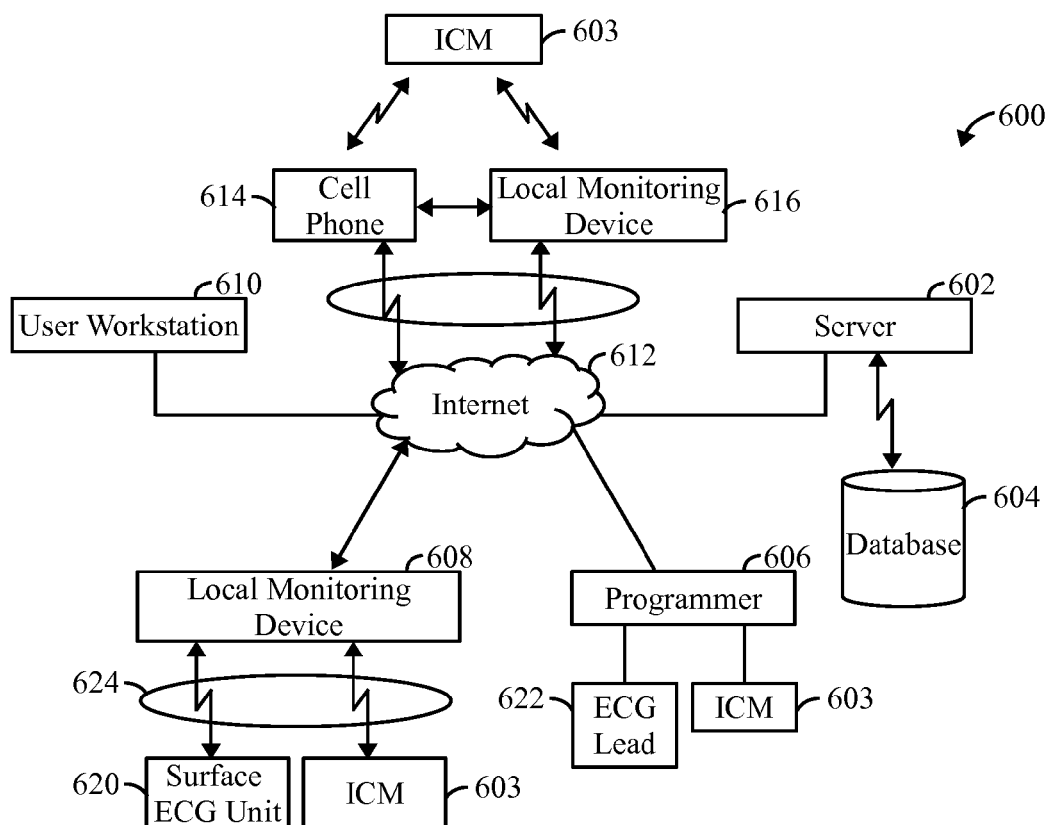 ICM 603
600
614 Cell Phone
Local Monitoring Device 616
610
User Workstation
602
Server
612
Internet
604
Database
608
Local Monitoring Device
606
Programmer
624
622 ECG Lead
ICM 603
620 Surface ECG Unit
ICM 603